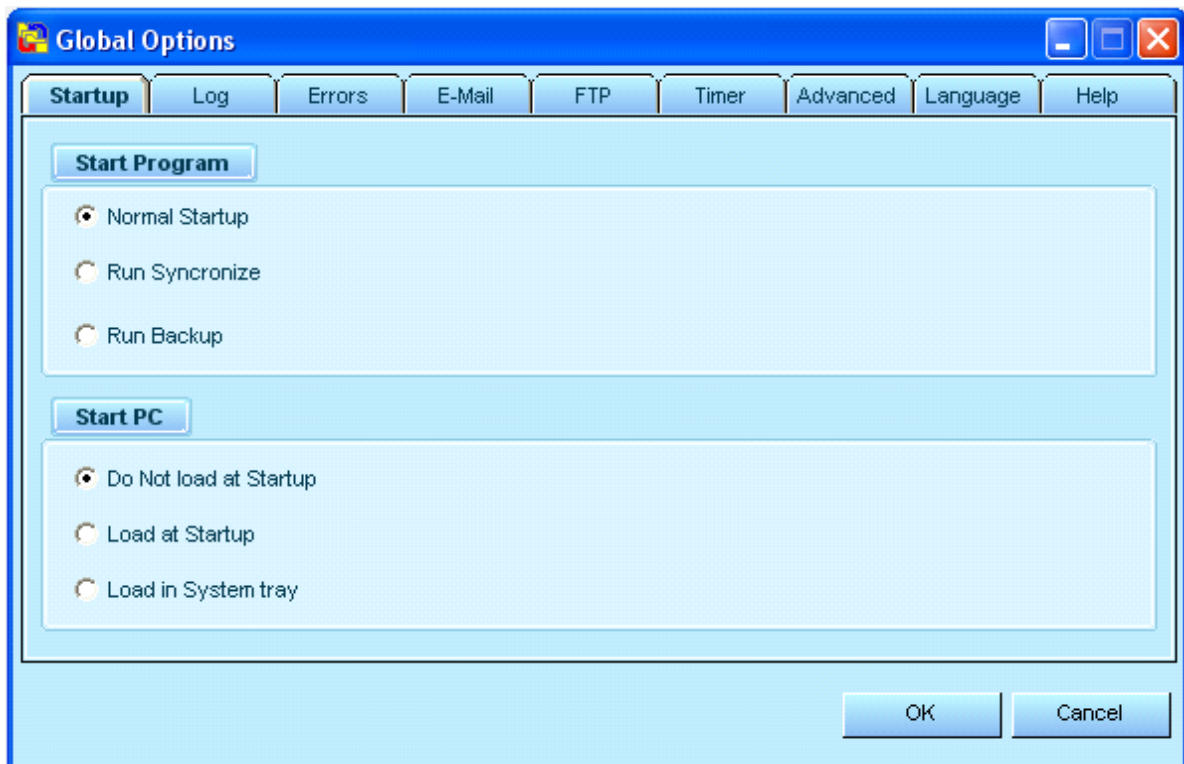 Global Options
Startup Log Errors E-Mail FTP Timer Advanced Language Help
Start Program
Normal Startup
Run Syncronize
Run Backup
Start PC
Do Not load at Startup
Load at Startup
Load in System tray
OK Cancel